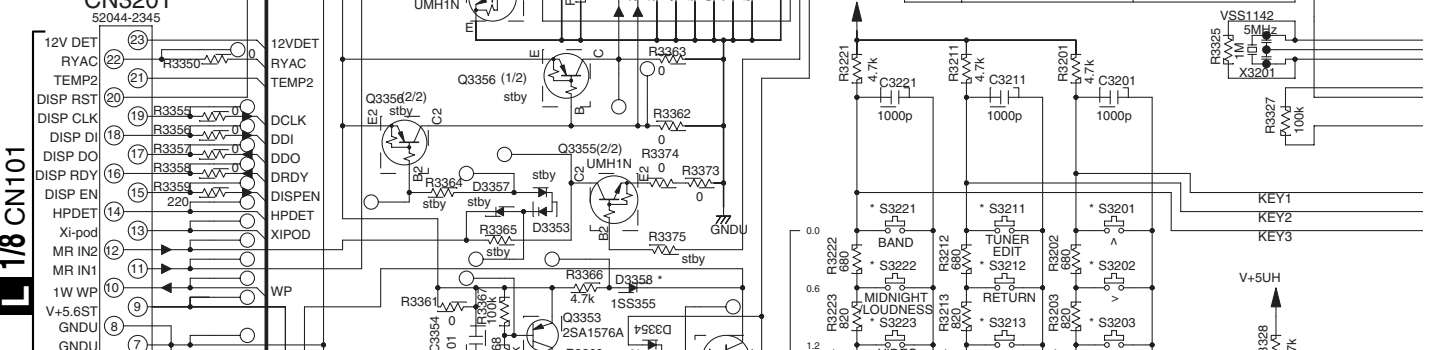 CN3201
52044-2345
12V DET 23 12VDET
RYAC 22 R3350 0 RYAC
TEMP2 21 TEMP2
DISP RST 20
DISP CLK 19 R3355 0 DCLK
DISP DI 18 R3356 0 DDI
DISP DO 17 R3357 0 DDO
DISP RDY 16 R3358 0 DRDY
DISP EN 15 R3359 DISPEN
220
HPDET 14 HPDET
Xi-pod 13 XIPOD
MR IN2 12
MR IN1 11
1W WP 10 WP
V+5.6ST 9
GNDU 8
GNDU 7
L 1/8 CN101
UMH1N
E
Q3356 (1/2)
stby
E
C
B
R3363
0
Q3356(2/2)
stby
E2
C2
B2
R3362
0
Q3355(2/2)
UMH1N
C2
E2
B2
R3374
0
R3373
0
GNDU
R3364
stby
D3357
stby
stby
D3353
R3365
stby
R3375
stby
R3366
4.7k
D3358 *
1SS355
R3361
0
R3367
100k
C3354
Q3353
2SA1576A
D3354
R3221
4.7k
C3221
1000p
R3211
4.7k
C3211
1000p
R3201
4.7k
C3201
1000p
VSS1142
5MHz
R3325
1M
X3201
R3327
100k
KEY1
KEY2
KEY3
0.0
* S3221
BAND
* S3211
TUNER
EDIT
* S3201
^
R3222
680
R3212
680
R3202
680
* S3222
MIDNIGHT
/LOUDNESS
* S3212
RETURN
* S3202
>
0.6
R3223
820
R3213
820
R3203
820
* S3223
* S3213
* S3203
1.2
V+5UH